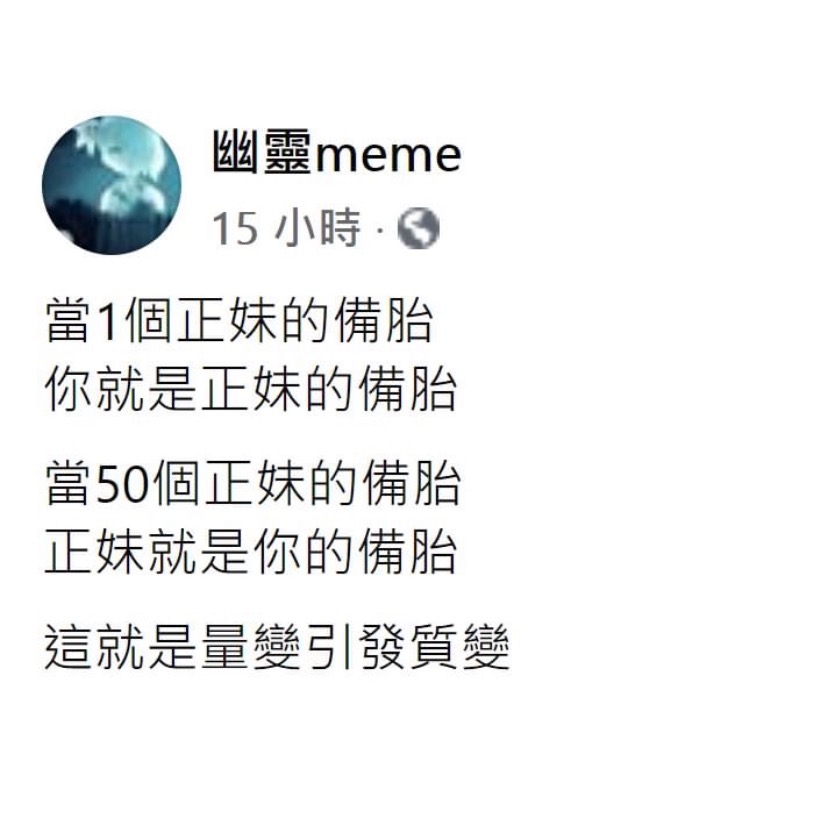 幽靈meme
15 小時 ·
當1個正妹的備胎
你就是正妹的備胎
當50個正妹的備胎
正妹就是你的備胎
這就是量變引發質變